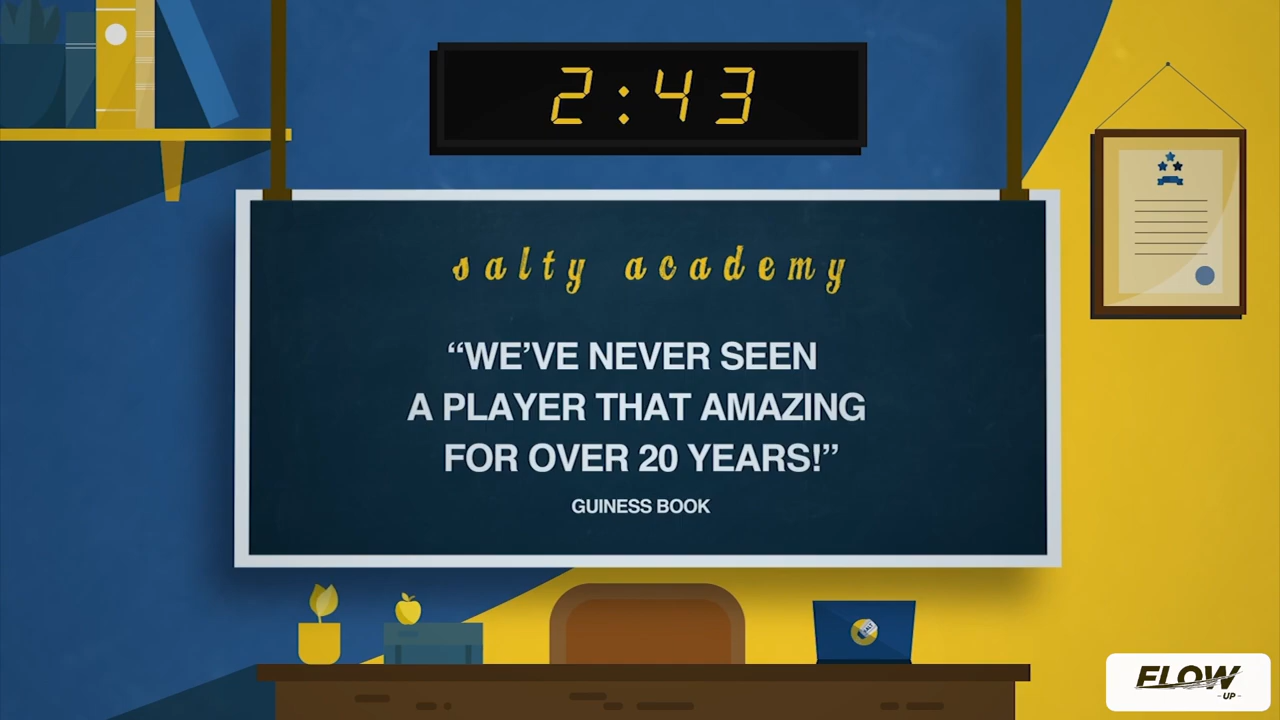 2:43
salty academy
“WE’VE NEVER SEEN
A PLAYER THAT AMAZING
FOR OVER 20 YEARS!”
GUINESS BOOK
SALT
FLOW
-UP-